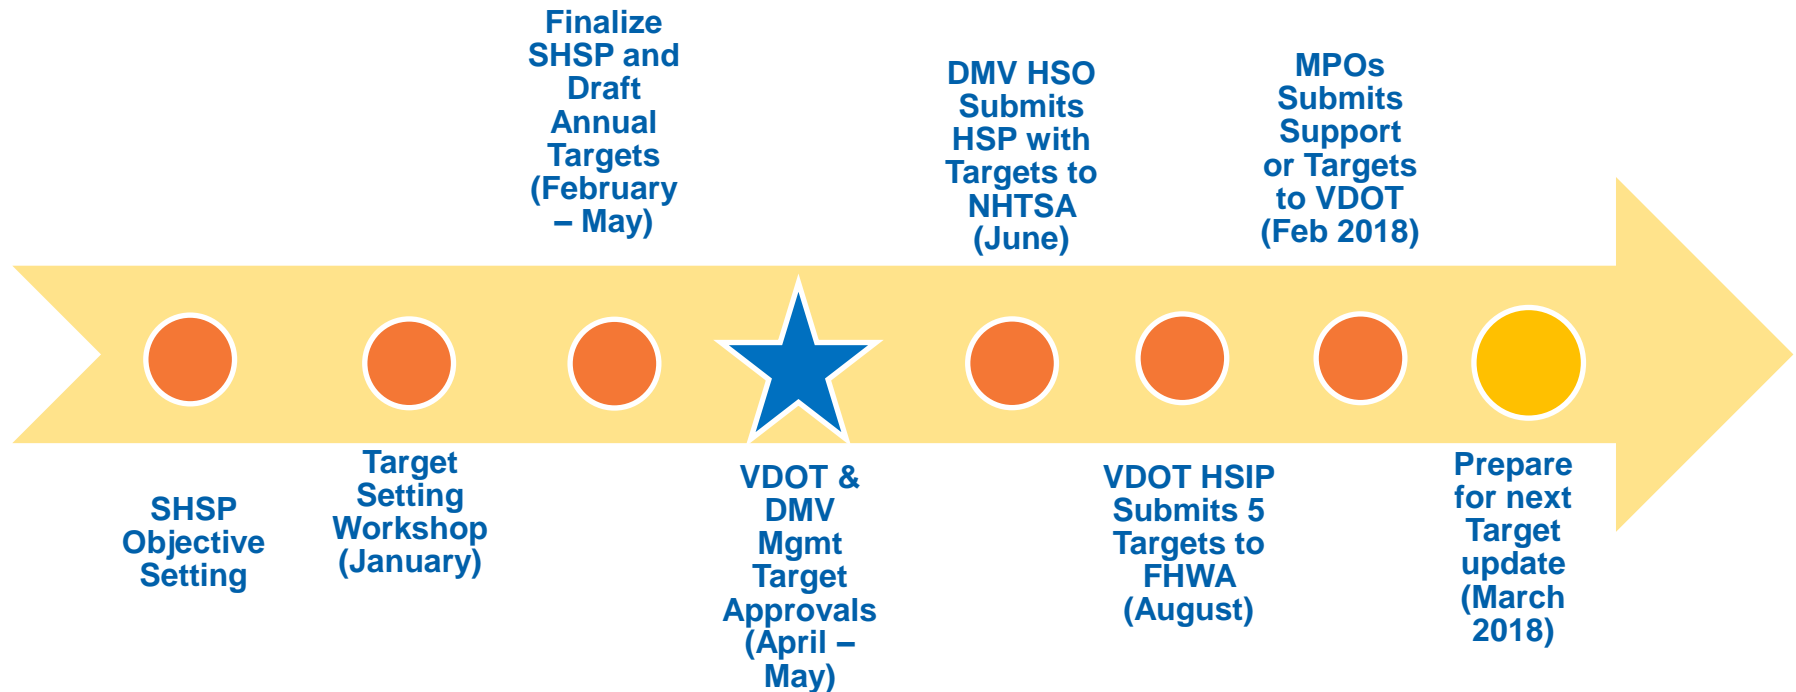 Finalize
SHSP and
Draft
Annual
Targets
(February
– May)
DMV HSO
Submits
HSP with
Targets to
NHTSA
(June)
MPOs
Submits
Support
or Targets
to VDOT
(Feb 2018)
SHSP
Objective
Setting
Target
Setting
Workshop
(January)
VDOT &
DMV
Mgmt
Target
Approvals
(April –
May)
VDOT HSIP
Submits 5
Targets to
FHWA
(August)
Prepare
for next
Target
update
(March
2018)